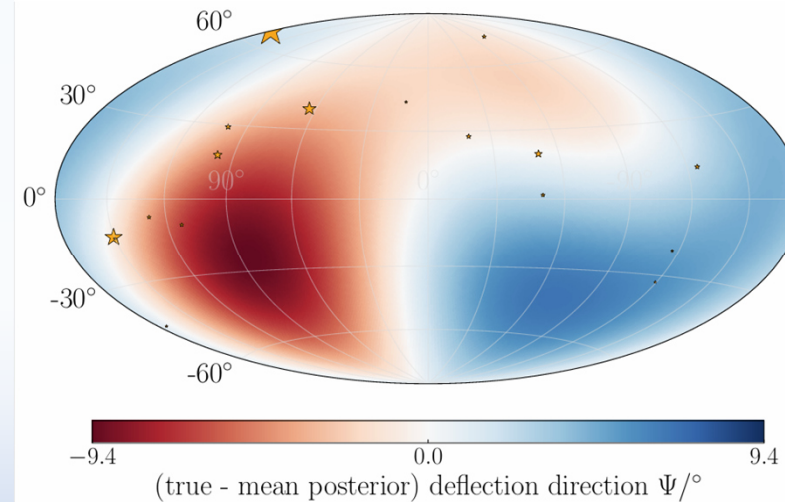 60°
30°
0°
-30°
-60°
90° 0° 90°
−9.4 0.0 9.4
(true - mean posterior) deflection direction Ψ/°